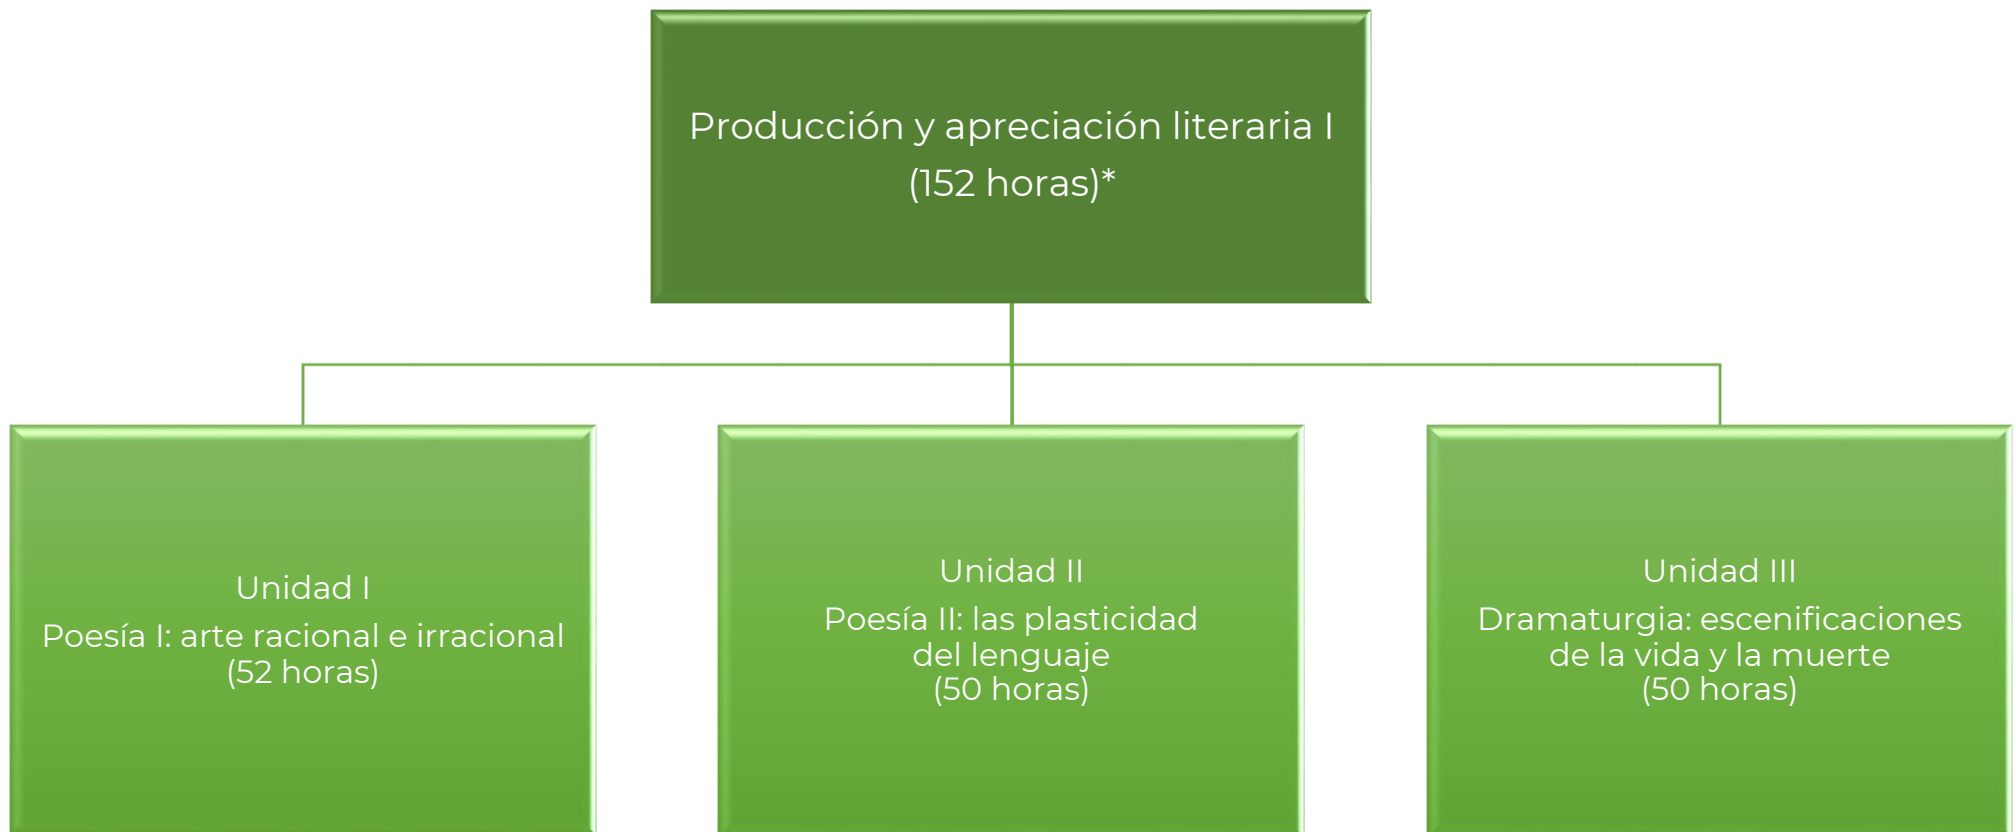 Producción y apreciación literaria I
(152 horas)*
Unidad I
Poesía I: arte racional e irracional
(52 horas)
Unidad II
Poesía II: las plasticidad
del lenguaje
(50 horas)
Unidad III
Dramaturgia: escenificaciones
de la vida y la muerte
(50 horas)